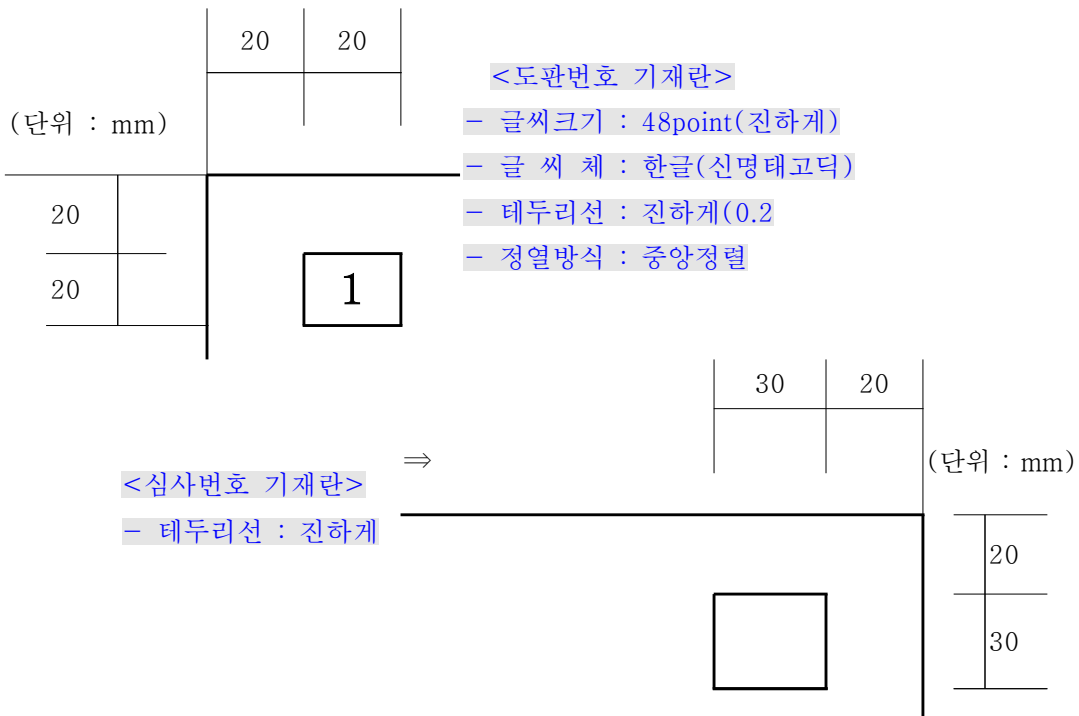 20 20
<도판번호 기재란>
(단위 : mm)
- 글씨크기 : 48point(진하게)
- 글 씨 체 : 한글(신명태고딕)
20
- 테두리선 : 진하게(0.2
- 정열방식 : 중앙정렬
20
1
30 20
⇒
(단위 : mm)
<심사번호 기재란>
- 테두리선 : 진하게
20
30